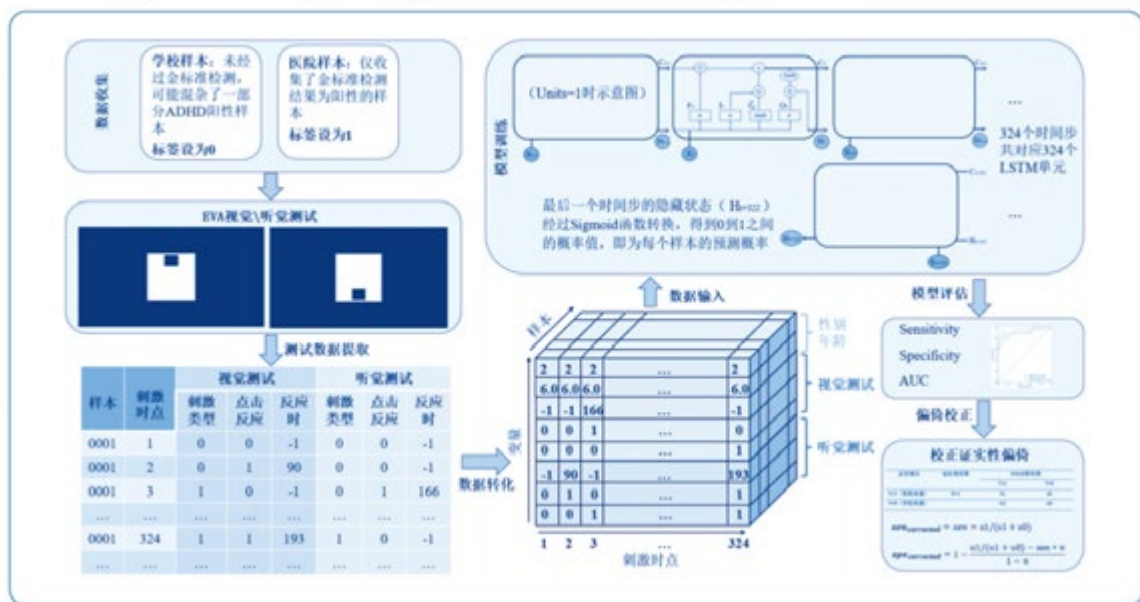 数据收集
学校样本：未经
过金标准检测，
可能混杂了一部
分ADHD阳性样
本
标签设为0
医院样本：仅收
集了金标准检测
结果为阳性的样
本
标签设为1
EVA视觉\听觉测试
测试数据提取
样本 刺激时点 视觉测试 听觉测试
刺激类型 点击反应 反应时 刺激类型 点击反应 反应时
0001 1 0 0 -1 0 0 -1
0001 2 0 1 90 0 0 -1
0001 3 1 0 -1 0 1 166
... ... ... ... ... ... ... ...
0001 324 1 1 193 1 0 -1
... ... ... ... ... ... ... ...
数据转化
样本
变量
2 2 2 ... 2
6.0 6.0 6.0 ... 6.0
-1 -1 166 ... -1
0 0 1 ... 0
0 0 0 ... 1
-1 90 -1 ... 193
0 1 0 ... 1
0 0 1 ... 1
1 2 3 ... 324
刺激时点
性别
年龄
视觉测试
听觉测试
数据输入
模型训练
（Units=1时示意图）
...
324个时间步
共对应324个
LSTM单元
...
最后一个时间步的隐藏状态（
经过Sigmoid函数转换，得到0到1之间
的概率值，即为每个样本的预测概率
模型评估
Sensitivity
Specificity
AUC
偏倚校正
校正证实性偏倚